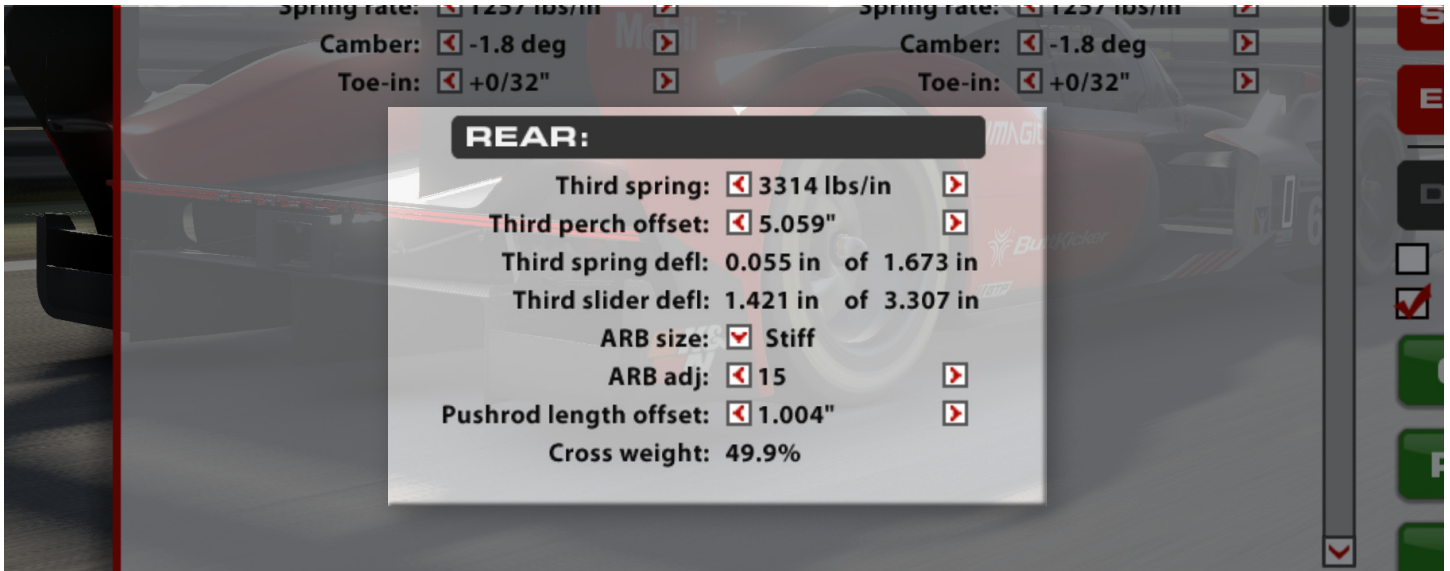 Spring rate: 1257 lbs/in Spring rate: 1257 lbs/in
Camber: -1.8 deg Camber: -1.8 deg
Toe-in: +0/32" Toe-in: +0/32"
Mobil
REAR:
Third spring: 3314 lbs/in
Third perch offset: 5.059"
Third spring defl: 0.055 in of 1.673 in
Third slider defl: 1.421 in of 3.307 in
ARB size: Stiff
ARB adj: 15
Pushrod length offset: 1.004"
Cross weight: 49.9%
ButtKicker
6